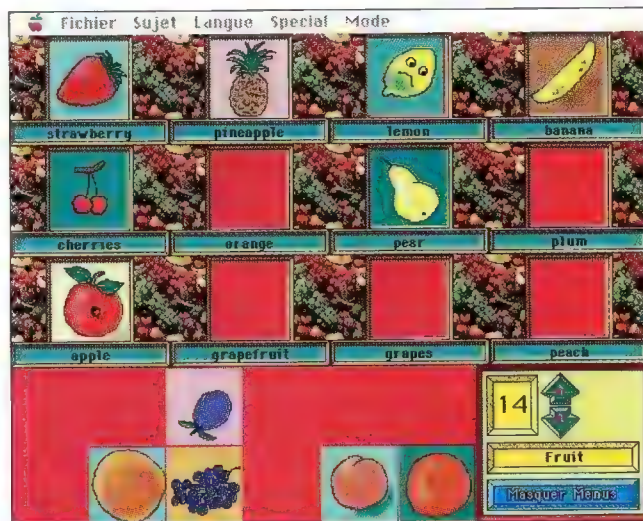 Fichier Sujet Langue Special Mode
strawberry pineapple lemon banana
cherries orange pear plum
apple grapefruit grapes peach
14
Fruit
Masquer Menus